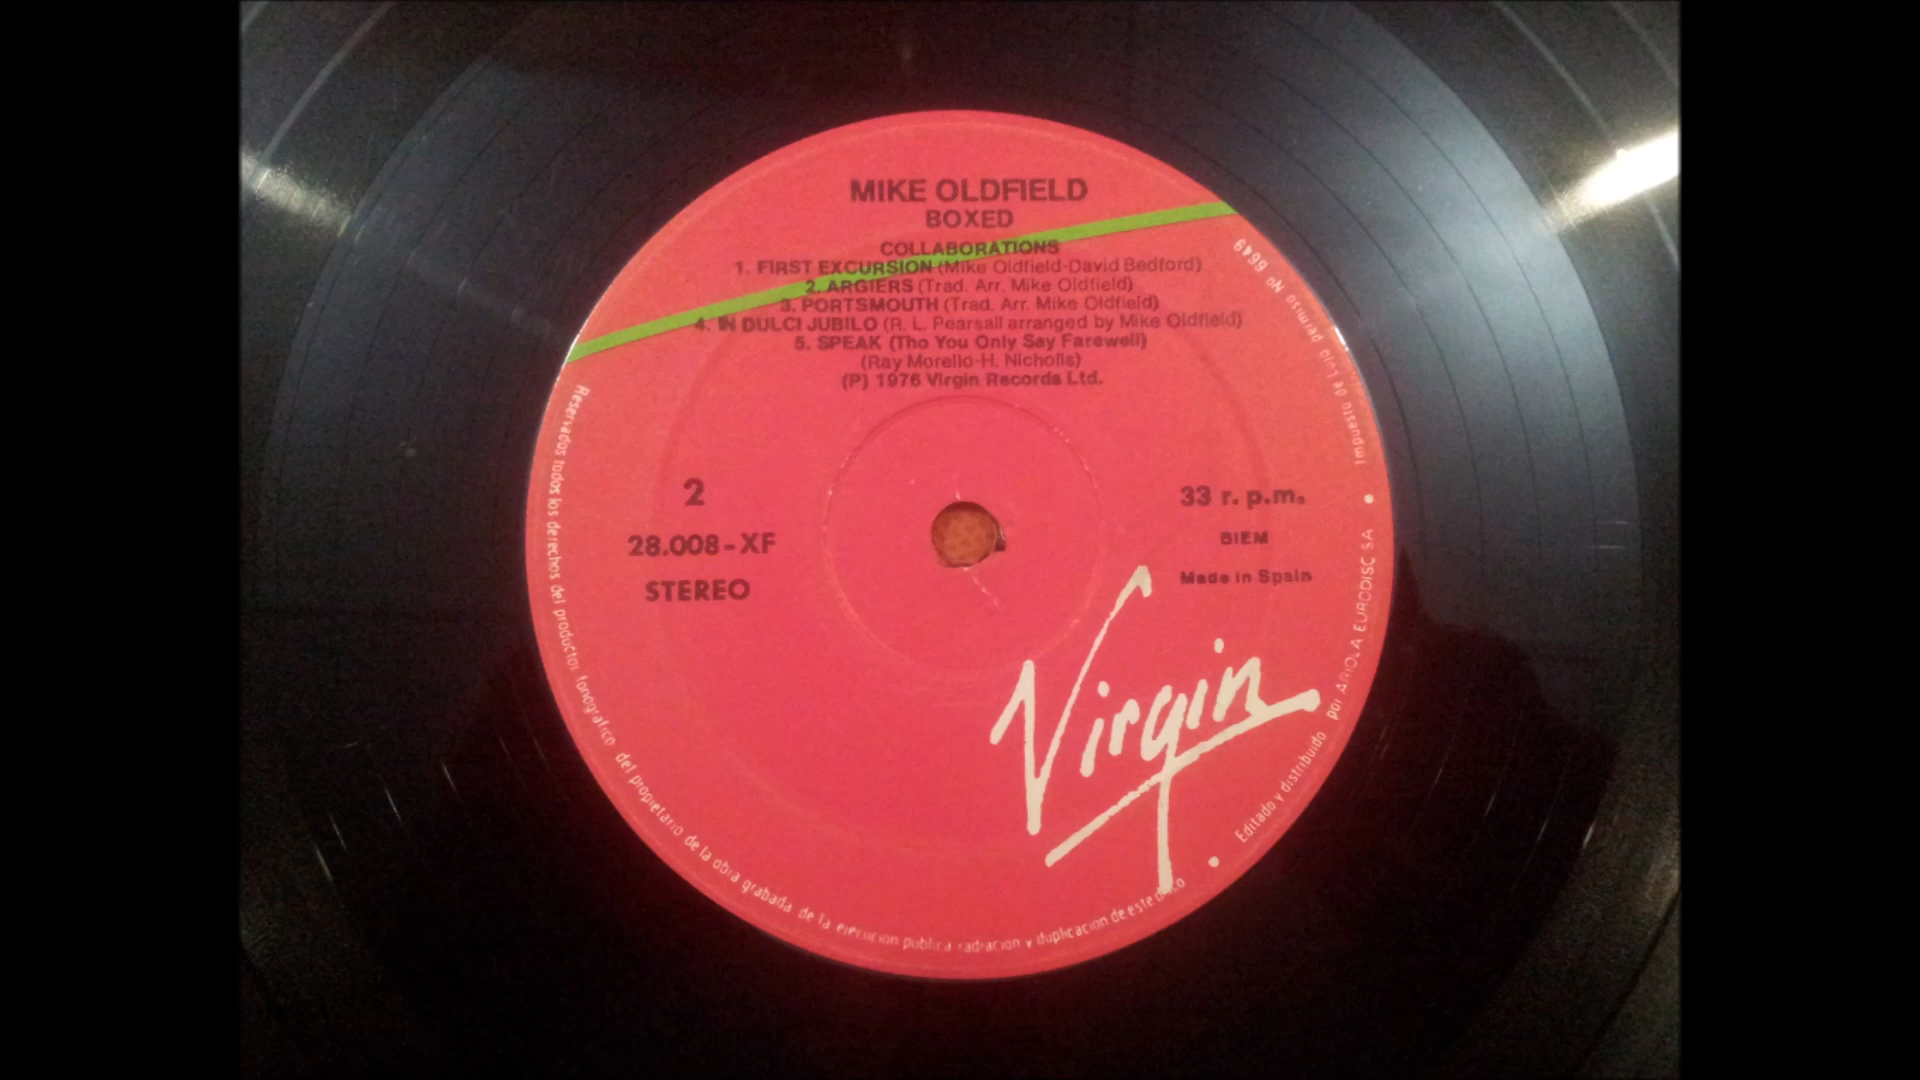 MIKE OLDFIELD
BOXED
COLLABORATIONS
1. FIRST EXCURSION (Mike Oldfield-David Bedford)
2. ARGIERS (Trad. Arr. Mike Oldfield)
3. PORTSMOUTH (Trad. Arr. Mike Oldfield)
4. IN DULCI JUBILO (R. L. Pearsall arranged by Mike Oldfield)
5. SPEAK (Tho You Only Say Farewell)
(Ray Morello-H. Nicholls)
(P) 1976 Virgin Records Ltd.
2
28.008-XF
STEREO
33 r. p.m.
BIEM
Made in Spain
Virgin
Reservados todos los derechos del productor fonografico del propietario de la obra grabada de la ejecucion publica radiacion y duplicacion de este disco
Editado y distribuido por ARIOLA EURODISC SA
Impuesto de Lujo permiso No 6649